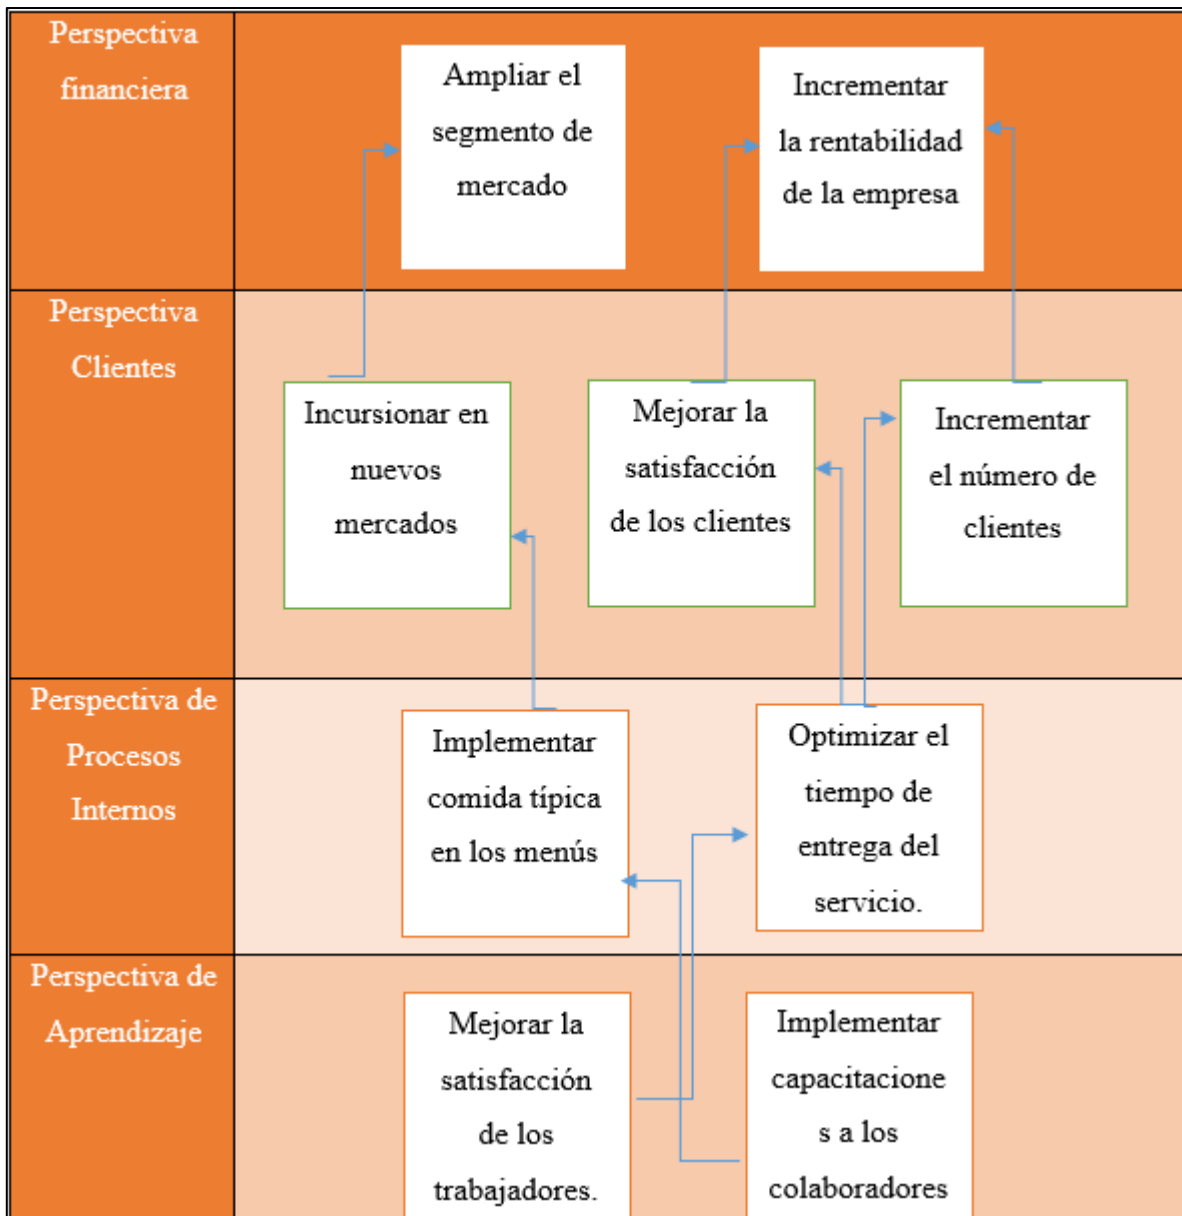 Perspectiva
financiera
Ampliar el
segmento de
mercado
Incrementar
la rentabilidad
de la empresa
Perspectiva
Clientes
Incursionar en
nuevos
mercados
Mejorar la
satisfacción
de los clientes
Incrementar
el número de
clientes
Perspectiva de
Procesos
Internos
Implementar
comida típica
en los menús
Optimizar el
tiempo de
entrega del
servicio.
Perspectiva de
Aprendizaje
Mejorar la
satisfacción
de los
trabajadores.
Implementar
capacitacione
s a los
colaboradores